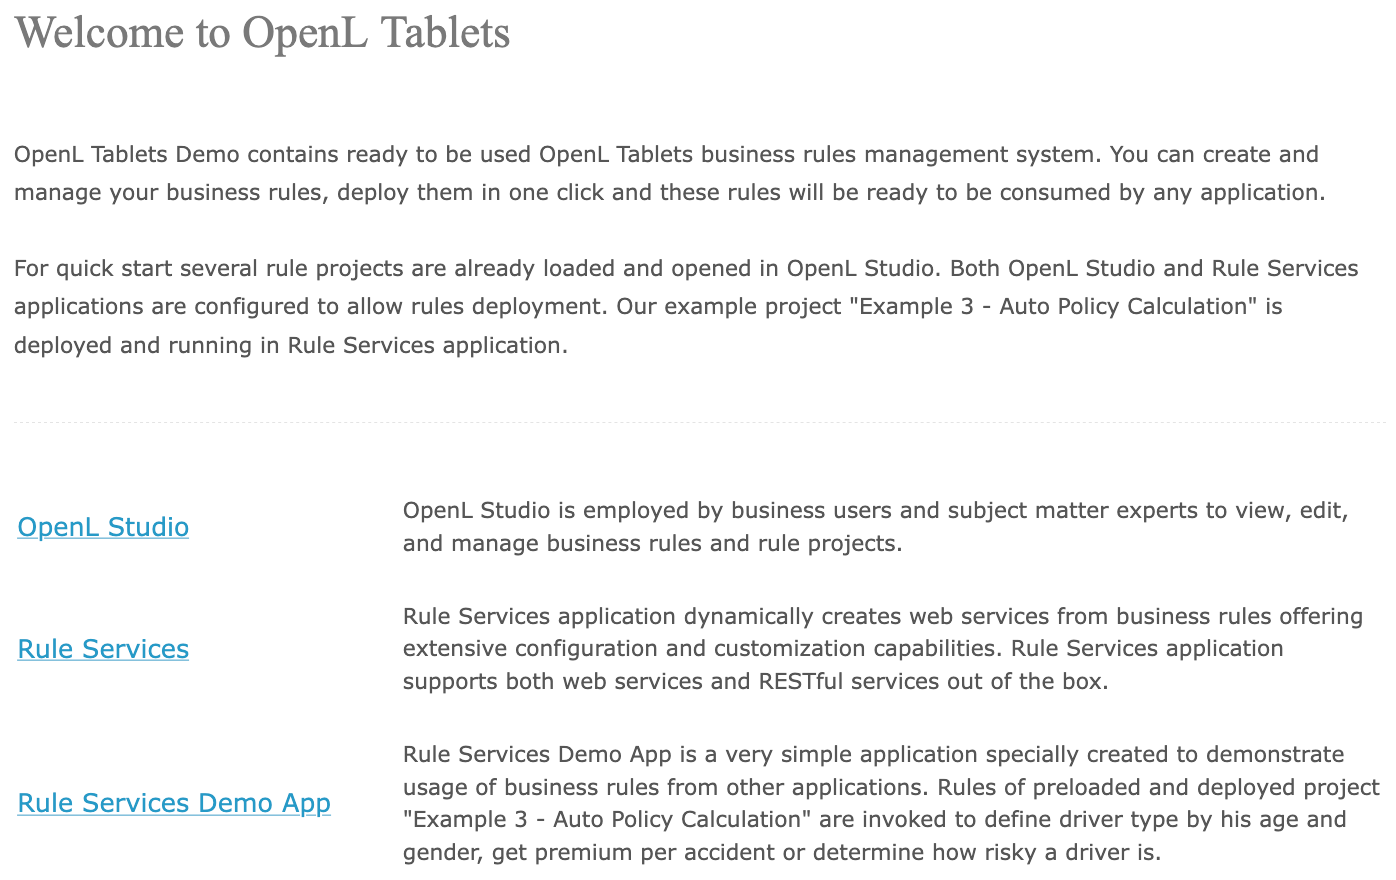 Welcome to OpenL Tablets
OpenL Tablets Demo contains ready to be used OpenL Tablets business rules management system. You can create and
manage your business rules, deploy them in one click and these rules will be ready to be consumed by any application.
For quick start several rule projects are already loaded and opened in OpenL Studio. Both OpenL Studio and Rule Services
applications are configured to allow rules deployment. Our example project "Example 3 - Auto Policy Calculation" is
deployed and running in Rule Services application.
OpenL Studio
OpenL Studio is employed by business users and subject matter experts to view, edit,
and manage business rules and rule projects.
Rule Services
Rule Services application dynamically creates web services from business rules offering
extensive configuration and customization capabilities. Rule Services application
supports both web services and RESTful services out of the box.
Rule Services Demo App
Rule Services Demo App is a very simple application specially created to demonstrate
usage of business rules from other applications. Rules of preloaded and deployed project
"Example 3 - Auto Policy Calculation" are invoked to define driver type by his age and
gender, get premium per accident or determine how risky a driver is.